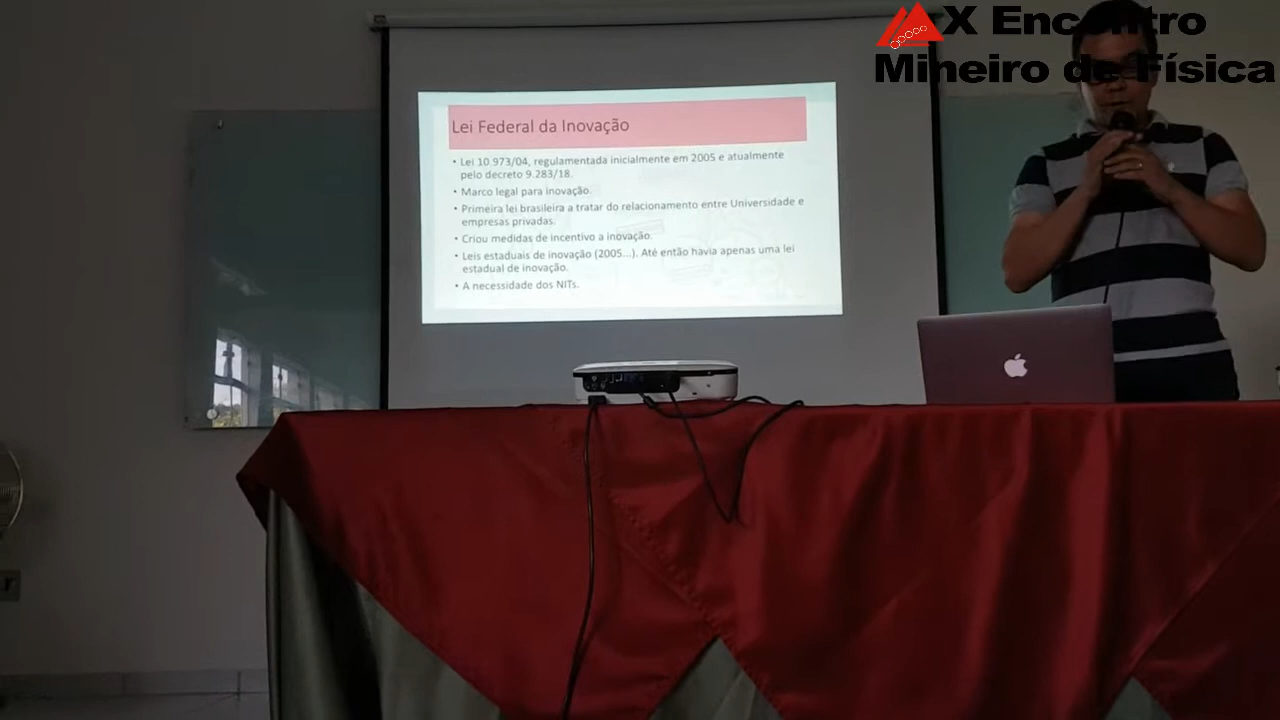 X Encontro
Mineiro de Física
Lei Federal da Inovação
• Lei 10.973/04, regulamentada inicialmente em 2005 e atualmente
pelo decreto 9.283/18.
• Marco legal para inovação.
• Primeira lei brasileira a tratar do relacionamento entre Universidade e
empresas privadas.
• Criou medidas de incentivo a inovação.
• Leis estaduais de inovação (2005...). Até então havia apenas uma lei
estadual de inovação.
• A necessidade dos NITs.